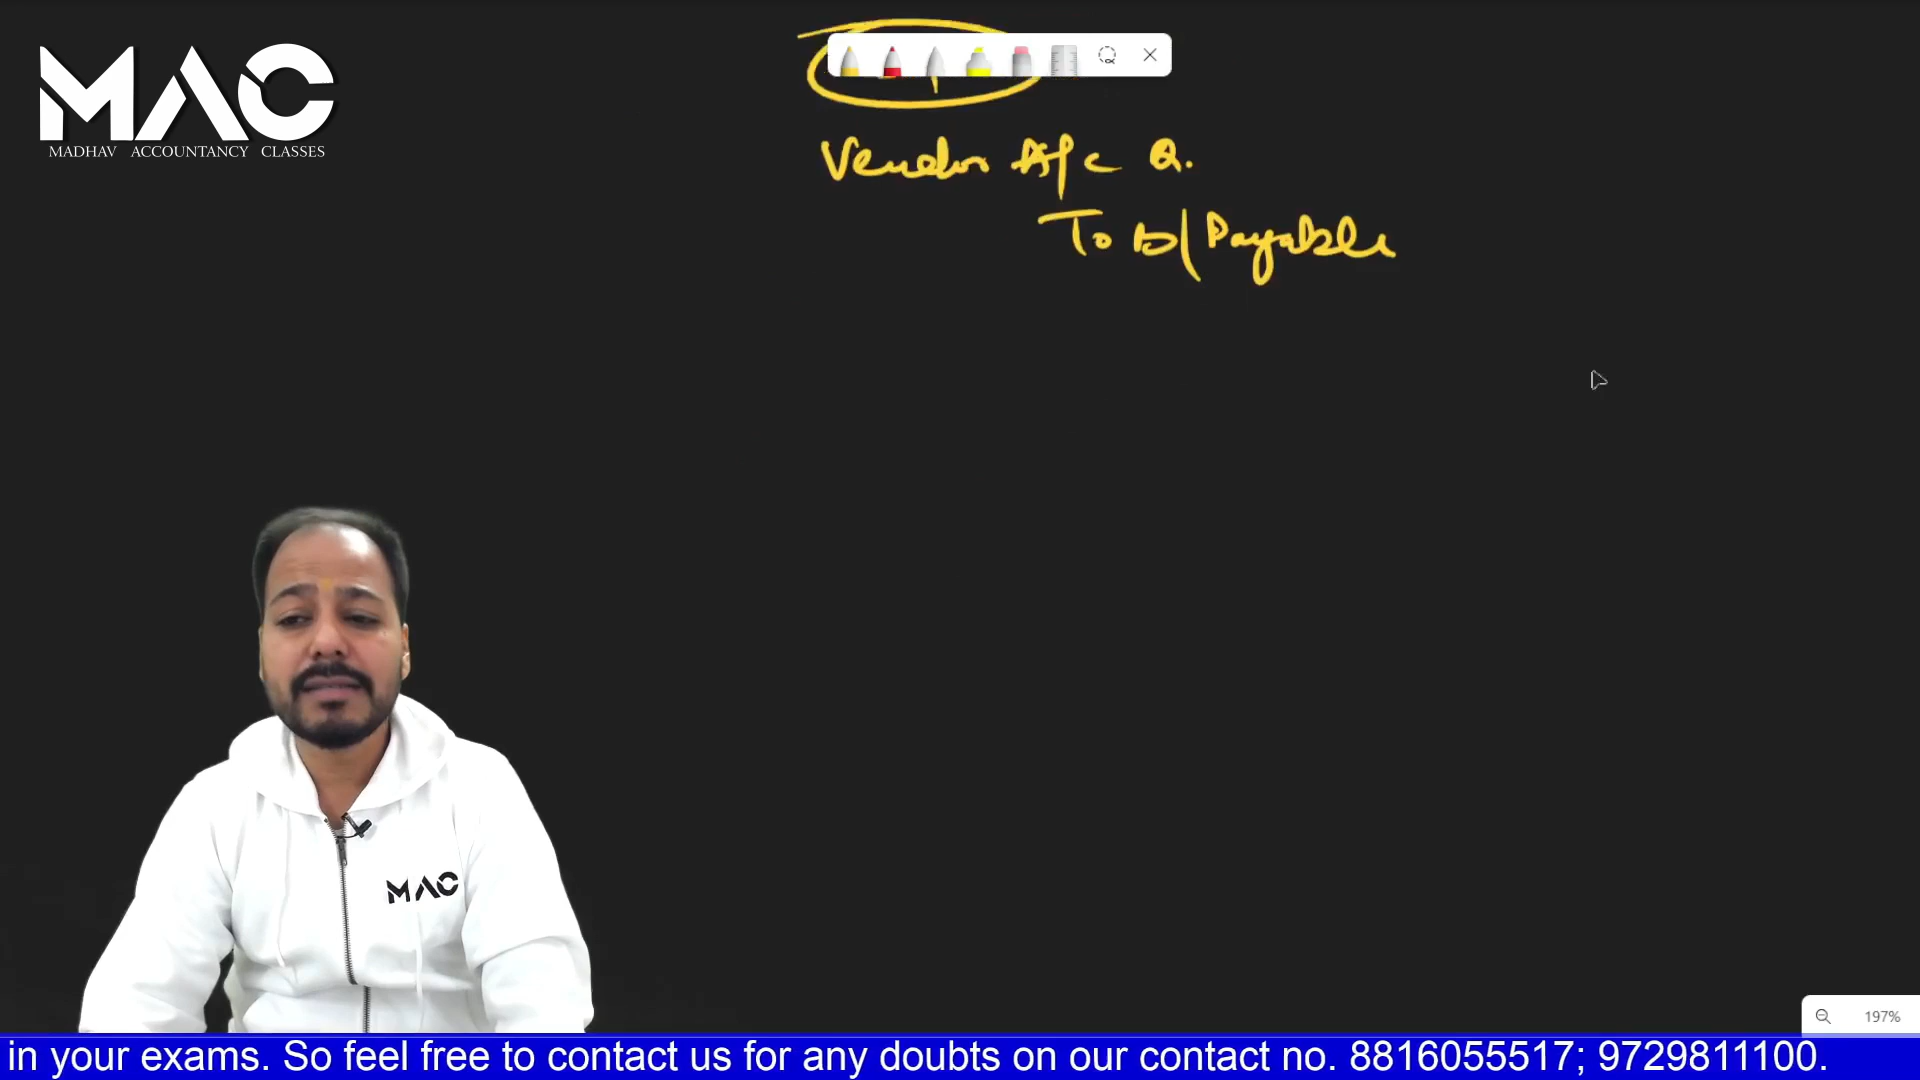 MAC
MADHAV ACCOUNTANCY CLASSES
Vendor A/c Dr.
To B/Payable
MAC
197%
in your exams. So feel free to contact us for any doubts on our contact no. 8816055517; 9729811100.